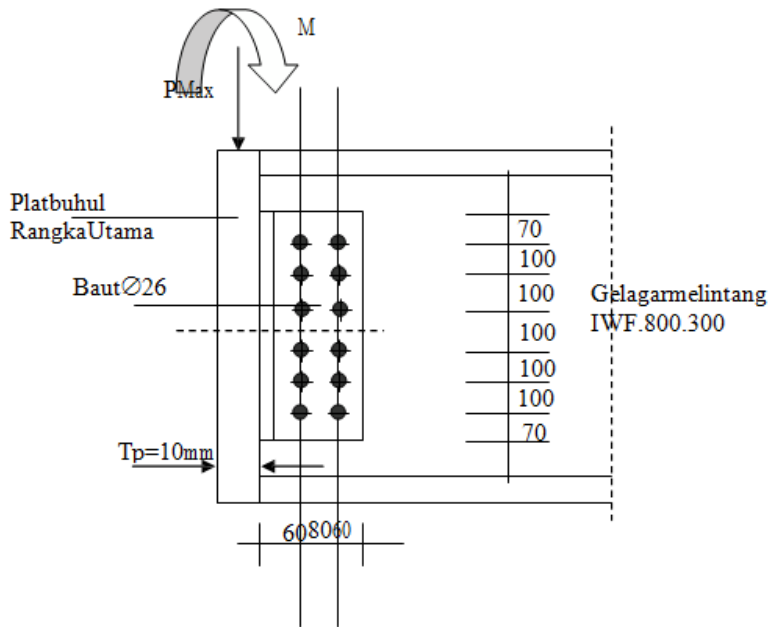 M
PMax
Platbuhul
RangkaUtama
Baut∅26
70
100
100
100
100
100
70
Gelagarmelintang
IWF.800.300
Tp=10mm
608060